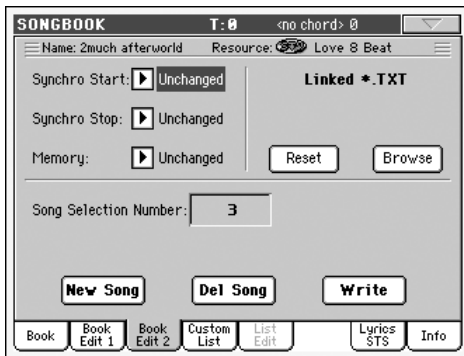 SONGBOOK T:0 <no chord> 0
Name: 2much afterworld Resource: Love 8 Beat
Synchro Start: Unchanged Linked *.TXT
Synchro Stop: Unchanged
Memory: Unchanged Reset Browse
Song Selection Number: 3
New Song Del Song Write
Book Book Edit 1 Book Edit 2 Custom List List Edit Lyrics STS Info